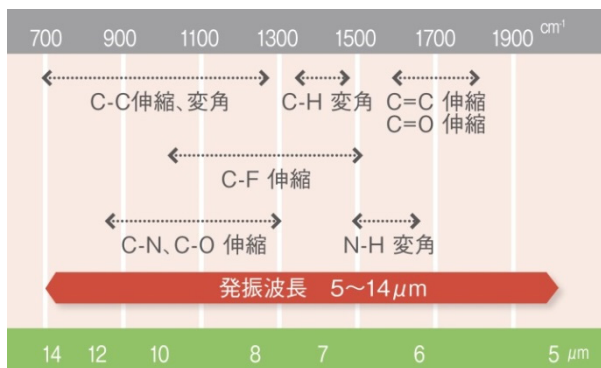 700 900 1100 1300 1500 1700 1900 cm⁻¹
C-C伸縮、変角
C-H 変角
C=C 伸縮
C=O 伸縮
C-F 伸縮
C-N、C-O 伸縮
N-H 変角
発振波長 5〜14μm
14 12 10 8 7 6 5 μm